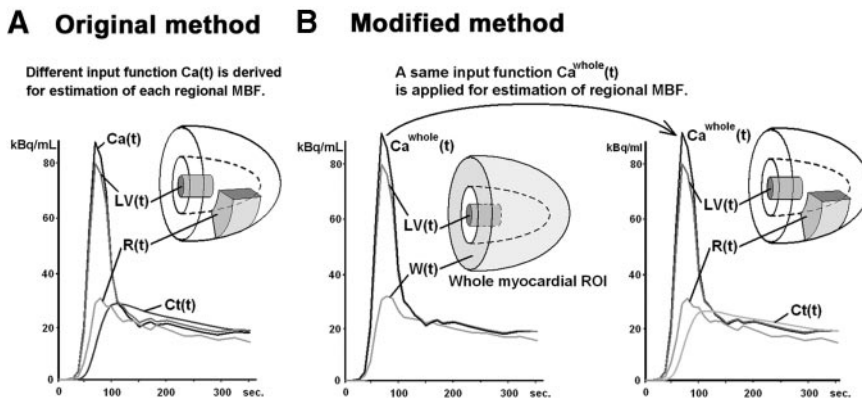 A Original method
Different input function Ca(t) is derived
for estimation of each regional MBF.
kBq/mL
80
60
40
20
0
100
200
300
sec.
Ca(t)
LV(t)
R(t)
Ct(t)
B Modified method
A same input function Ca whole (t)
is applied for estimation of regional MBF.
kBq/mL
80
60
40
20
0
100
200
300
sec.
Ca whole (t)
LV(t)
W(t)
Whole myocardial ROI
kBq/ml
80
60
40
20
0
100
200
300
sec.
Ca whole (t)
LV(t)
R(t)
Ct(t)